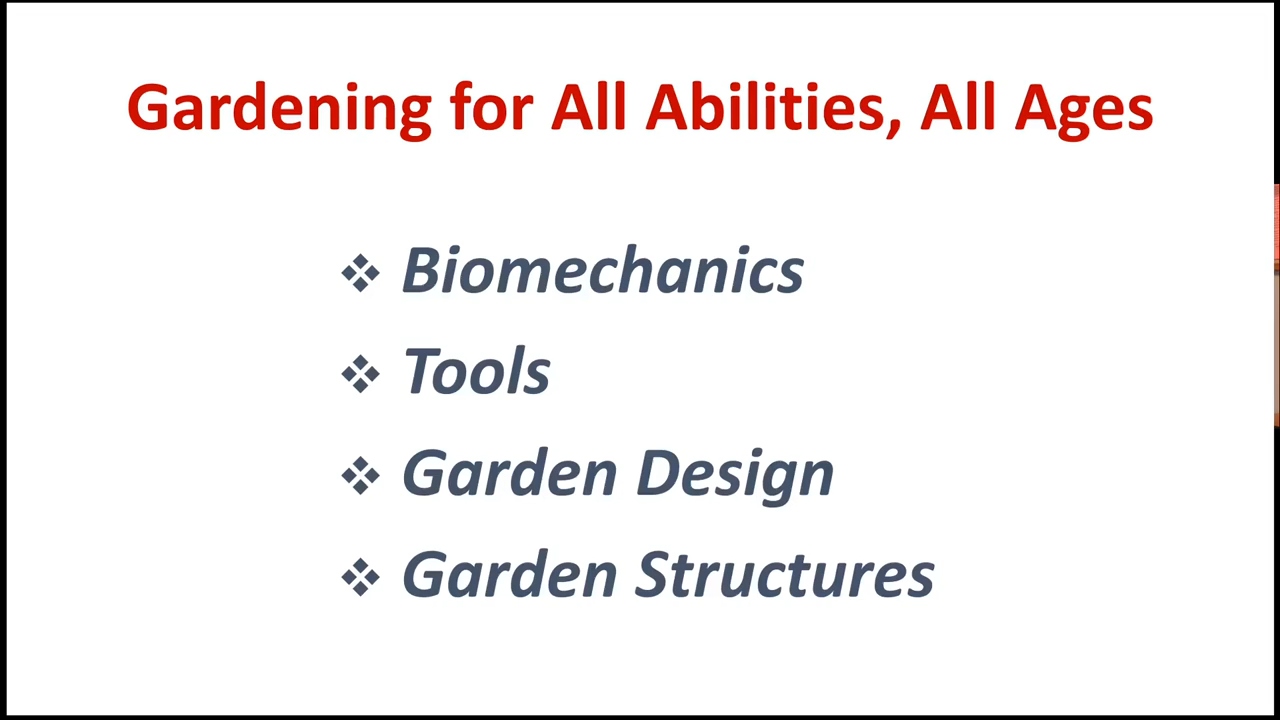 Gardening for All Abilities, All Ages
❖ Biomechanics
❖ Tools
❖ Garden Design
❖ Garden Structures